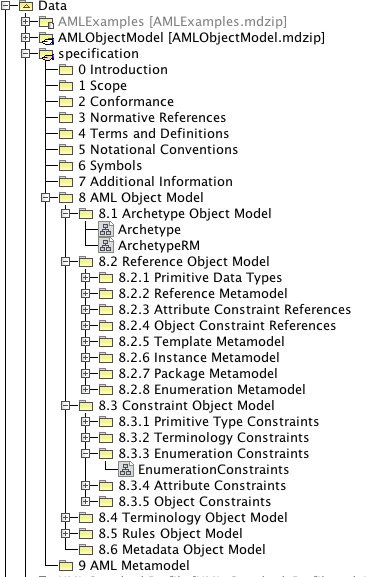 Data
AMLExamples [AMLExamples.mdzip]
AMLObjectModel [AMLObjectModel.mdzip]
specification
0 Introduction
1 Scope
2 Conformance
3 Normative References
4 Terms and Definitions
5 Notational Conventions
6 Symbols
7 Additional Information
8 AML Object Model
8.1 Archetype Object Model
Archetype
ArchetypeRM
8.2 Reference Object Model
8.2.1 Primitive Data Types
8.2.2 Reference Metamodel
8.2.3 Attribute Constraint References
8.2.4 Object Constraint References
8.2.5 Template Metamodel
8.2.6 Instance Metamodel
8.2.7 Package Metamodel
8.2.8 Enumeration Metamodel
8.3 Constraint Object Model
8.3.1 Primitive Type Constraints
8.3.2 Terminology Constraints
8.3.3 Enumeration Constraints
EnumerationConstraints
8.3.4 Attribute Constraints
8.3.5 Object Constraints
8.4 Terminology Object Model
8.5 Rules Object Model
8.6 Metadata Object Model
9 AML Metamodel